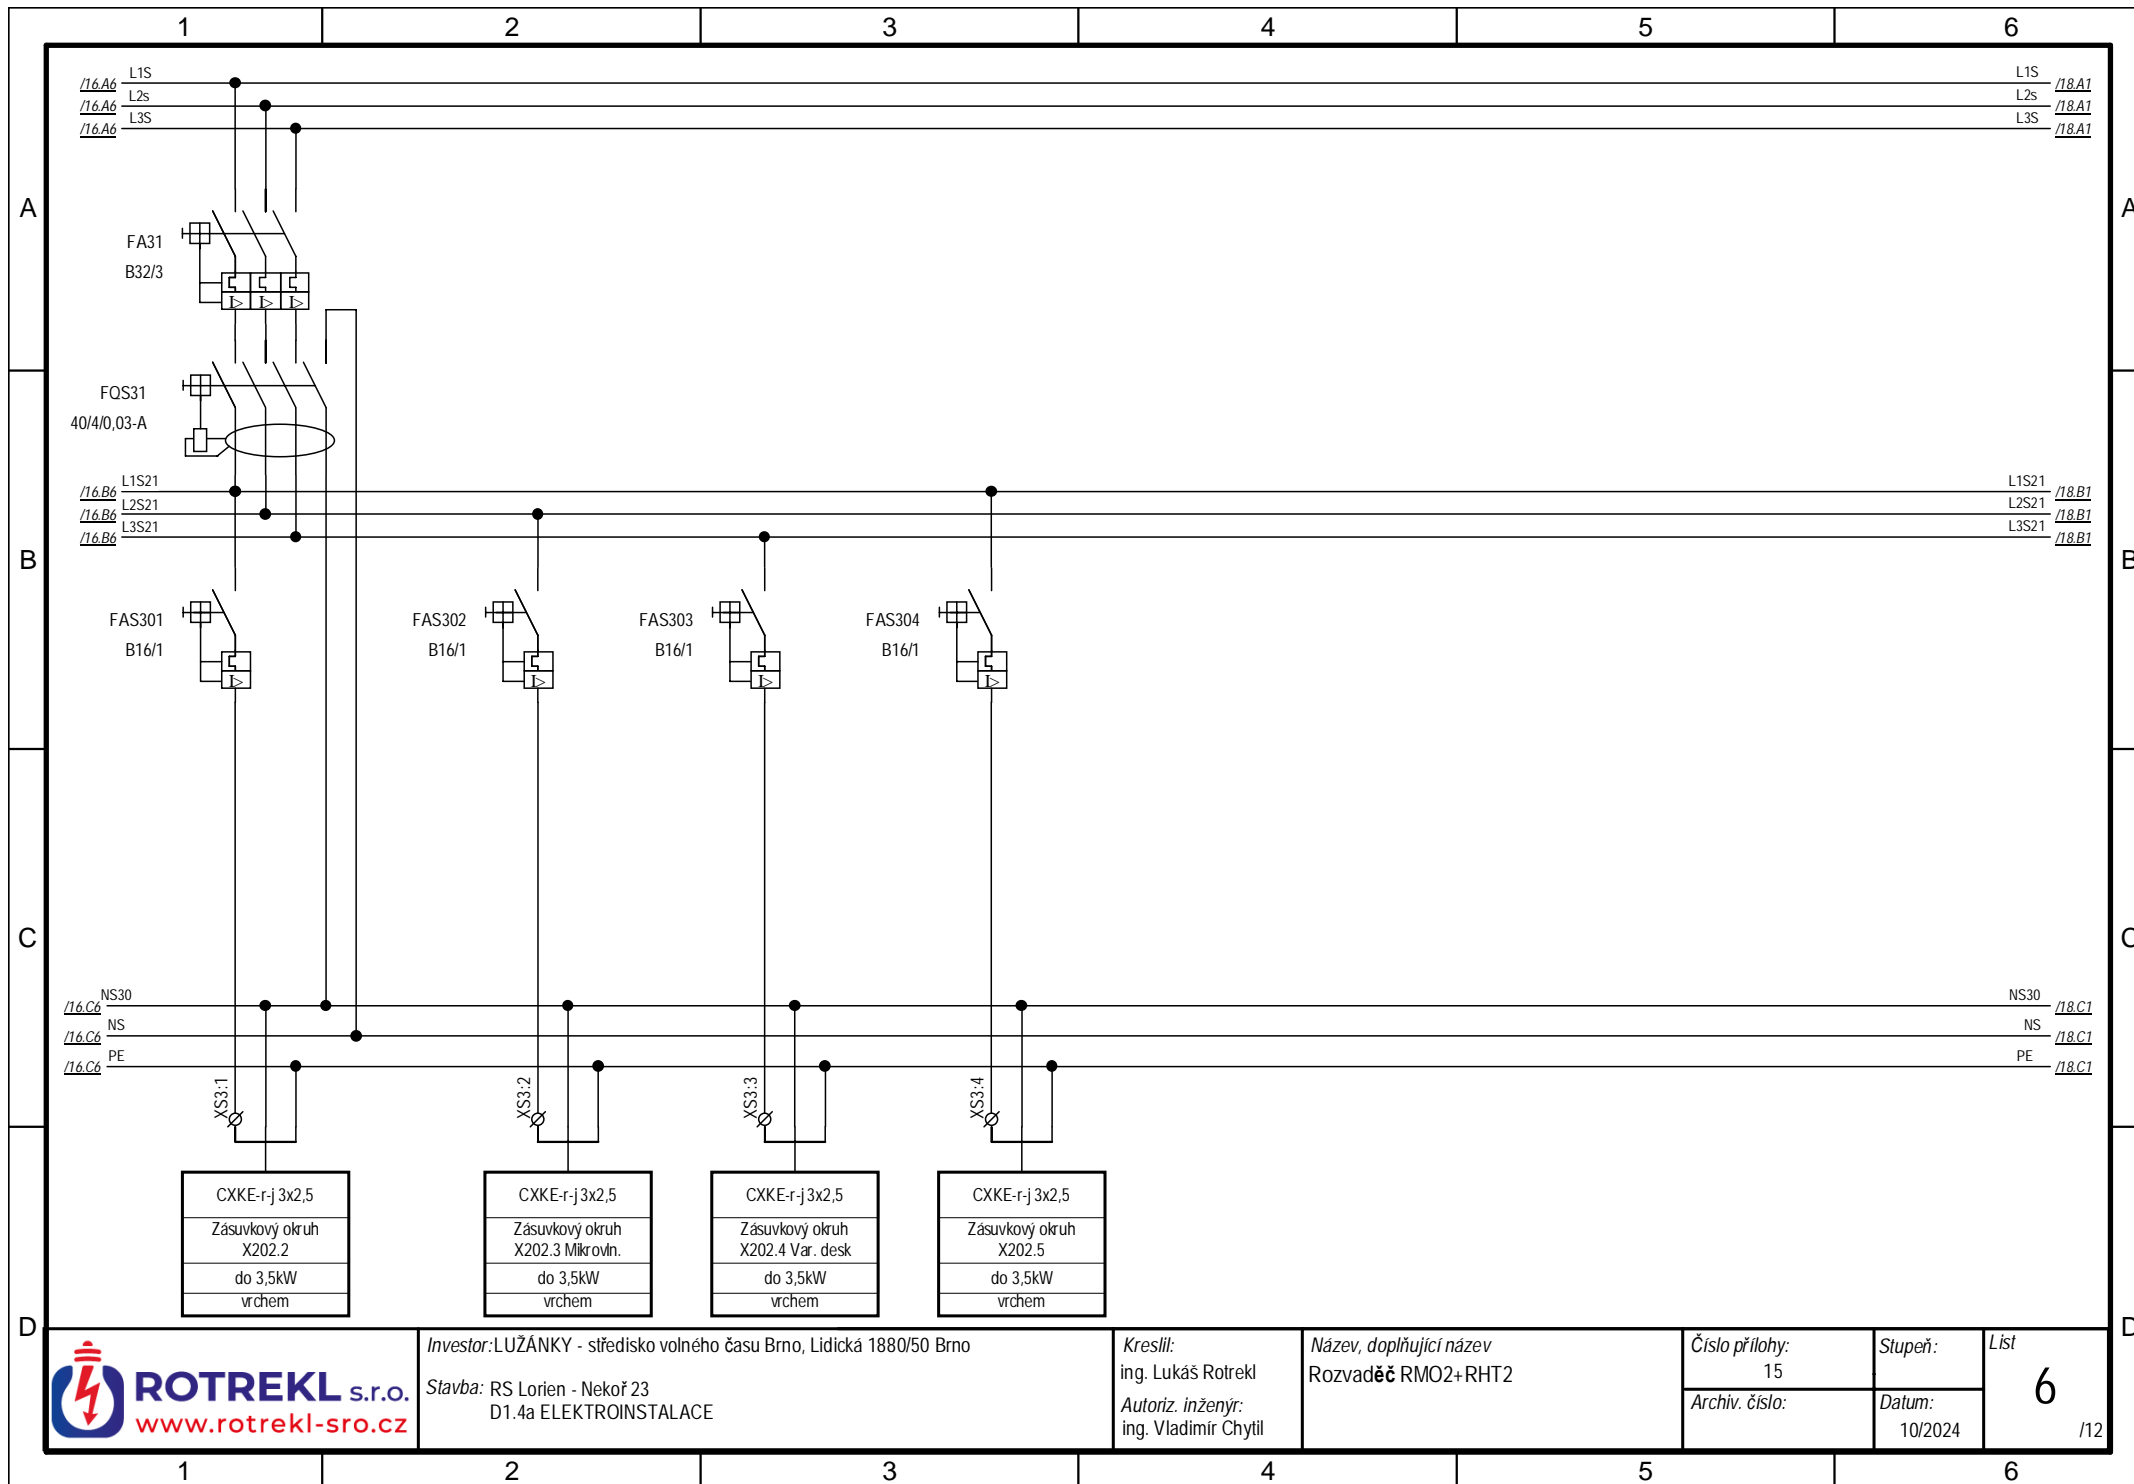 1 2 3 4 5 6
/16.A6 L1S L1S /18.A1
/16.A6 L2s L2s /18.A1
/16.A6 L3S L3S /18.A1
A A
FA31
B32/3
I> I> I>
FQS31
40/4/0,03-A
/16.B6 L1S21 L1S21 /18.B1
/16.B6 L2S21 L2S21 /18.B1
/16.B6 L3S21 L3S21 /18.B1
B B
FAS301 FAS302 FAS303 FAS304
B16/1 B16/1 B16/1 B16/1
I> I> I> I>
C C
/16.C6 NS30 NS30 /18.C1
/16.C6 NS NS /18.C1
/16.C6 PE PE /18.C1
XS3:1 XS3:2 XS3:3 XS3:4
CXKE-r-j 3x2,5
Zásuvkový okruh
X202.2
do 3,5kW
vrchem
CXKE-r-j 3x2,5
Zásuvkový okruh
X202.3 Mikrovln.
do 3,5kW
vrchem
CXKE-r-j 3x2,5
Zásuvkový okruh
X202.4 Var. desk
do 3,5kW
vrchem
CXKE-r-j 3x2,5
Zásuvkový okruh
X202.5
do 3,5kW
vrchem
D D
ROTREKL s.r.o.
www.rotrekl-sro.cz
Investor: LUŽÁNKY - středisko volného času Brno, Lidická 1880/50 Brno
Stavba: RS Lorien - Nekoř 23
D1.4a ELEKTROINSTALACE
Kreslil:
ing. Lukáš Rotrekl
Autoriz. inženýr:
ing. Vladimír Chytil
Název, doplňující název
Rozvaděč RMO2+RHT2
Číslo přílohy:
15
Archiv. číslo:
Stupeň:
Datum:
10/2024
List
6
/12
1 2 3 4 5 6